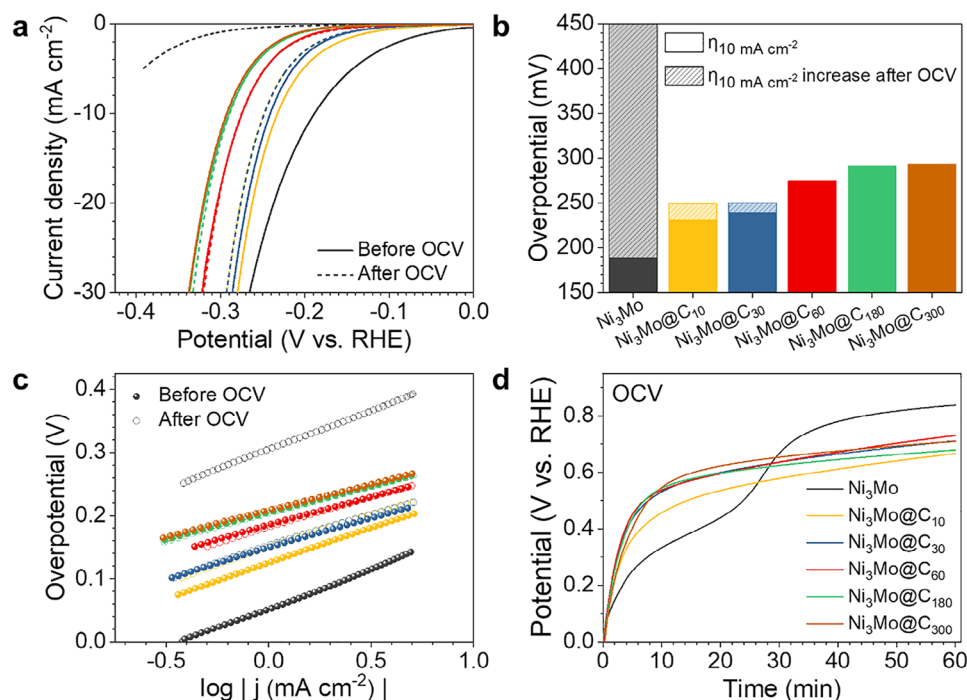 a
Current density (mA cm⁻²)
0
-10
-20
-30
-0.4
-0.3
-0.2
-0.1
0.0
Potential (V vs. RHE)
Before OCV
After OCV
b
Overpotential (mV)
450
400
350
300
250
200
150
η₁₀ mA cm⁻²
η₁₀ mA cm⁻² increase after OCV
Ni₃Mo
Ni₃Mo@C₁₀
Ni₃Mo@C₃₀
Ni₃Mo@C₆₀
Ni₃Mo@C₁₈₀
Ni₃Mo@C₃₀₀
c
Overpotential (V)
0.4
0.3
0.2
0.1
0.0
-0.5
0.0
0.5
1.0
log | j (mA cm⁻²) |
Before OCV
After OCV
d
Potential (V vs. RHE)
0.8
0.6
0.4
0.2
0.0
0
10
20
30
40
50
60
Time (min)
OCV
Ni₃Mo
Ni₃Mo@C₁₀
Ni₃Mo@C₃₀
Ni₃Mo@C₆₀
Ni₃Mo@C₁₈₀
Ni₃Mo@C₃₀₀